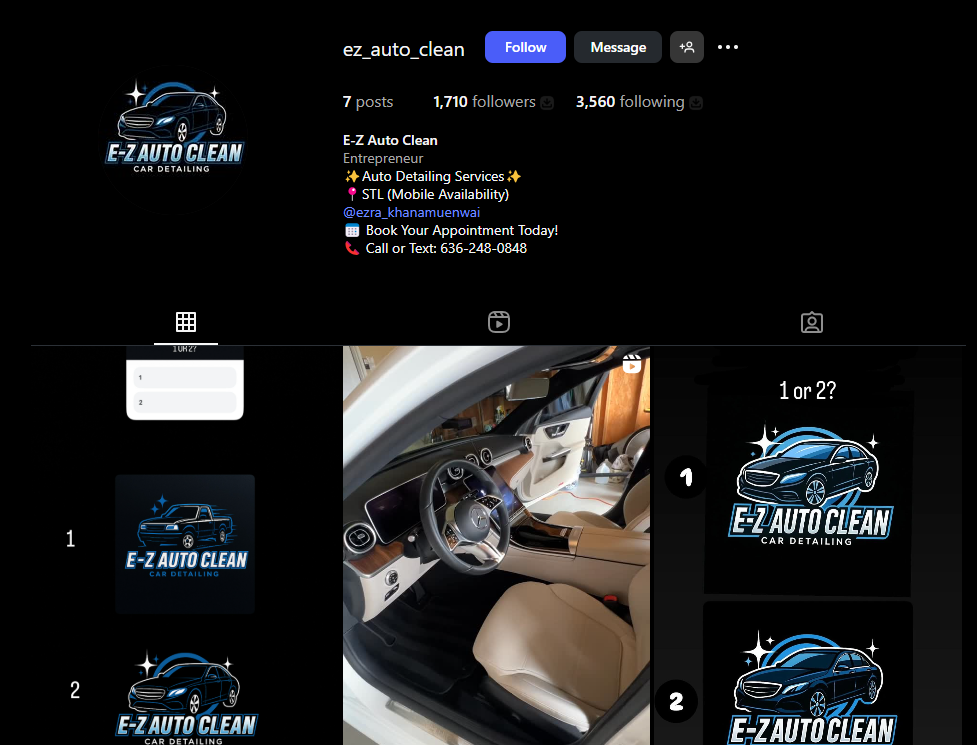 ez_auto_clean
Follow
Message
7 posts
1,710 followers
3,560 following
E-Z Auto Clean
Entrepreneur
✨Auto Detailing Services✨
📍STL (Mobile Availability)
@ezra_khanamuenwai
🗓️ Book Your Appointment Today!
📞 Call or Text: 636-248-0848
E-Z AUTO CLEAN
CAR DETAILING
1 OR 2?
1
2
1
E-Z AUTO CLEAN
CAR DETAILING
2
E-Z AUTO CLEAN
CAR DETAILING
1 or 2?
1
E-Z AUTO CLEAN
CAR DETAILING
2
E-Z AUTO CLEAN